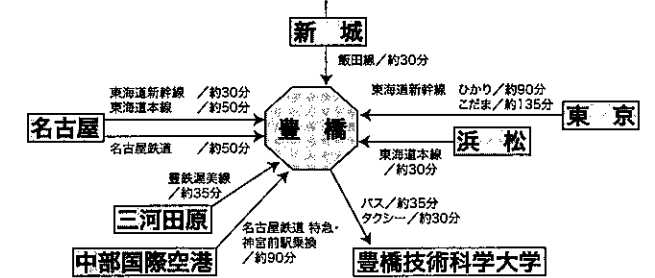 新城
飯田線／約30分
東海道新幹線　／約30分
東海道本線　　／約50分
東海道新幹線　ひかり／約90分
こだま／約135分
名古屋
豊　橋
東　京
名古屋鉄道　　／約50分
浜松
東海道本線
／約30分
豊鉄渥美線
／約35分
三河田原
名古屋鉄道 特急・
神宮前駅乗換
／約90分
バス／約35分
タクシー／約30分
中部国際空港
豊橋技術科学大学